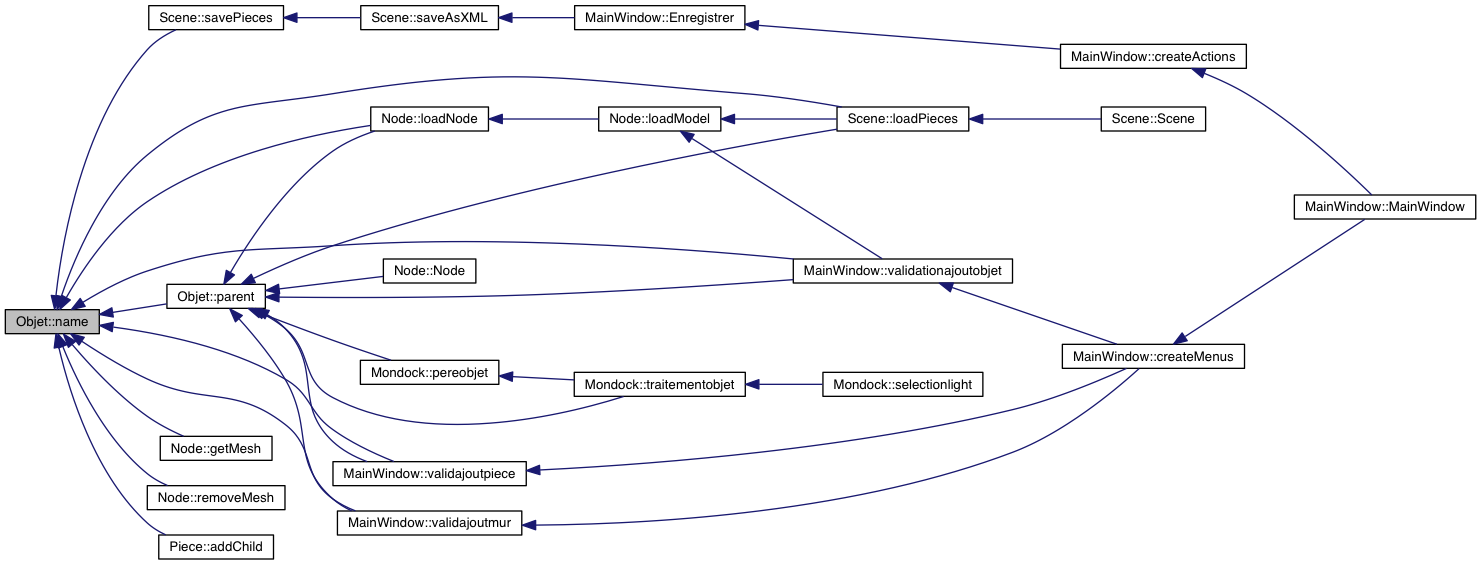 Scene::savePieces
Scene::saveAsXML
MainWindow::Enregistrer
MainWindow::createActions
Node::loadNode
Node::loadModel
Scene::loadPieces
Scene::Scene
MainWindow::MainWindow
Node::Node
MainWindow::validationajoutobjet
Objet::parent
Objet::name
MainWindow::createMenus
Mondock::pereobjet
Mondock::traitementobjet
Mondock::selectionlight
Node::getMesh
MainWindow::validajoutpiece
Node::removeMesh
MainWindow::validajoutmur
Piece::addChild